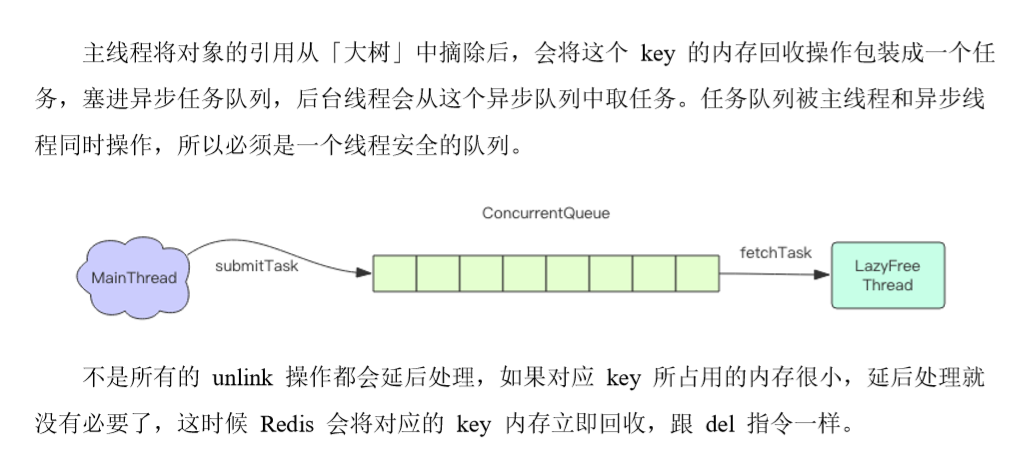 主线程将对象的引用从「大树」中摘除后，会将这个 key 的内存回收操作包装成一个任
务，塞进异步任务队列，后台线程会从这个异步队列中取任务。任务队列被主线程和异步线
程同时操作，所以必须是一个线程安全的队列。
ConcurrentQueue
MainThread
submitTask
fetchTask
LazyFree
Thread
不是所有的 unlink 操作都会延后处理，如果对应 key 所占用的内存很小，延后处理就
没有必要了，这时候 Redis 会将对应的 key 内存立即回收，跟 del 指令一样。